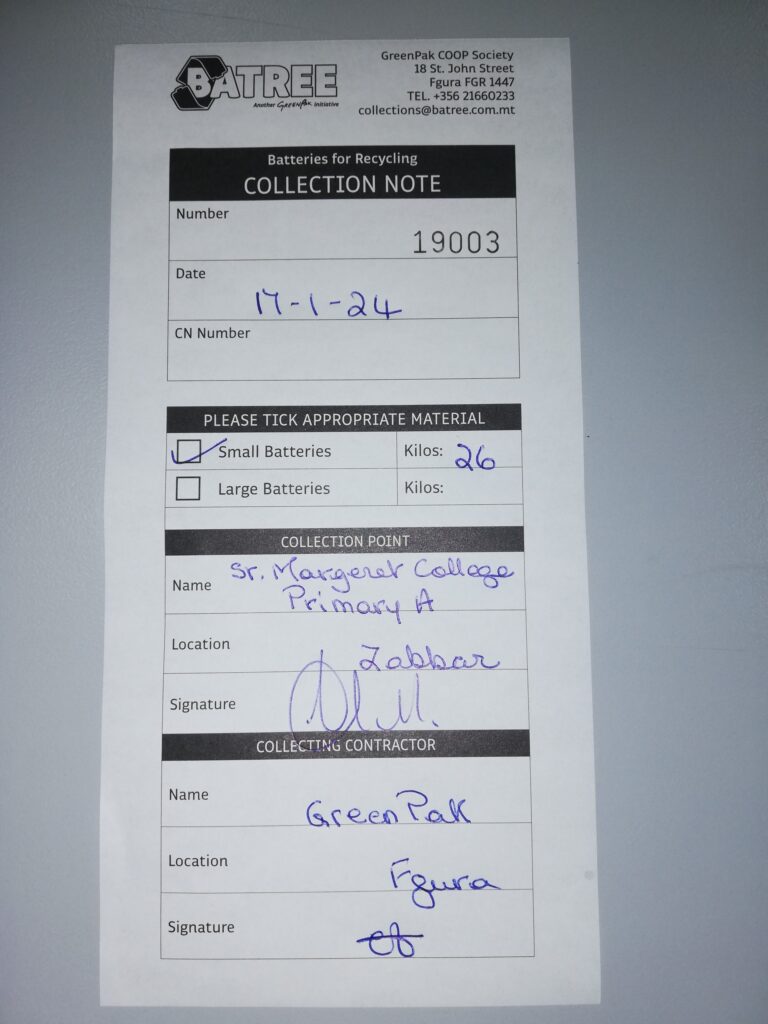 BATREE
Another GREENPAK initiative
GreenPak COOP Society
18 St. John Street
Fgura FGR 1447
TEL. +356 21660233
collections@batree.com.mt
Batteries for Recycling
COLLECTION NOTE
Number
19003
Date
17-1-24
CN Number
PLEASE TICK APPROPRIATE MATERIAL
Small Batteries Kilos: 26
Large Batteries Kilos:
COLLECTION POINT
Name Sr. Margeret College
Primary A
Location Zabbar
Signature
COLLECTING CONTRACTOR
Name GreenPak
Location Fgura
Signature